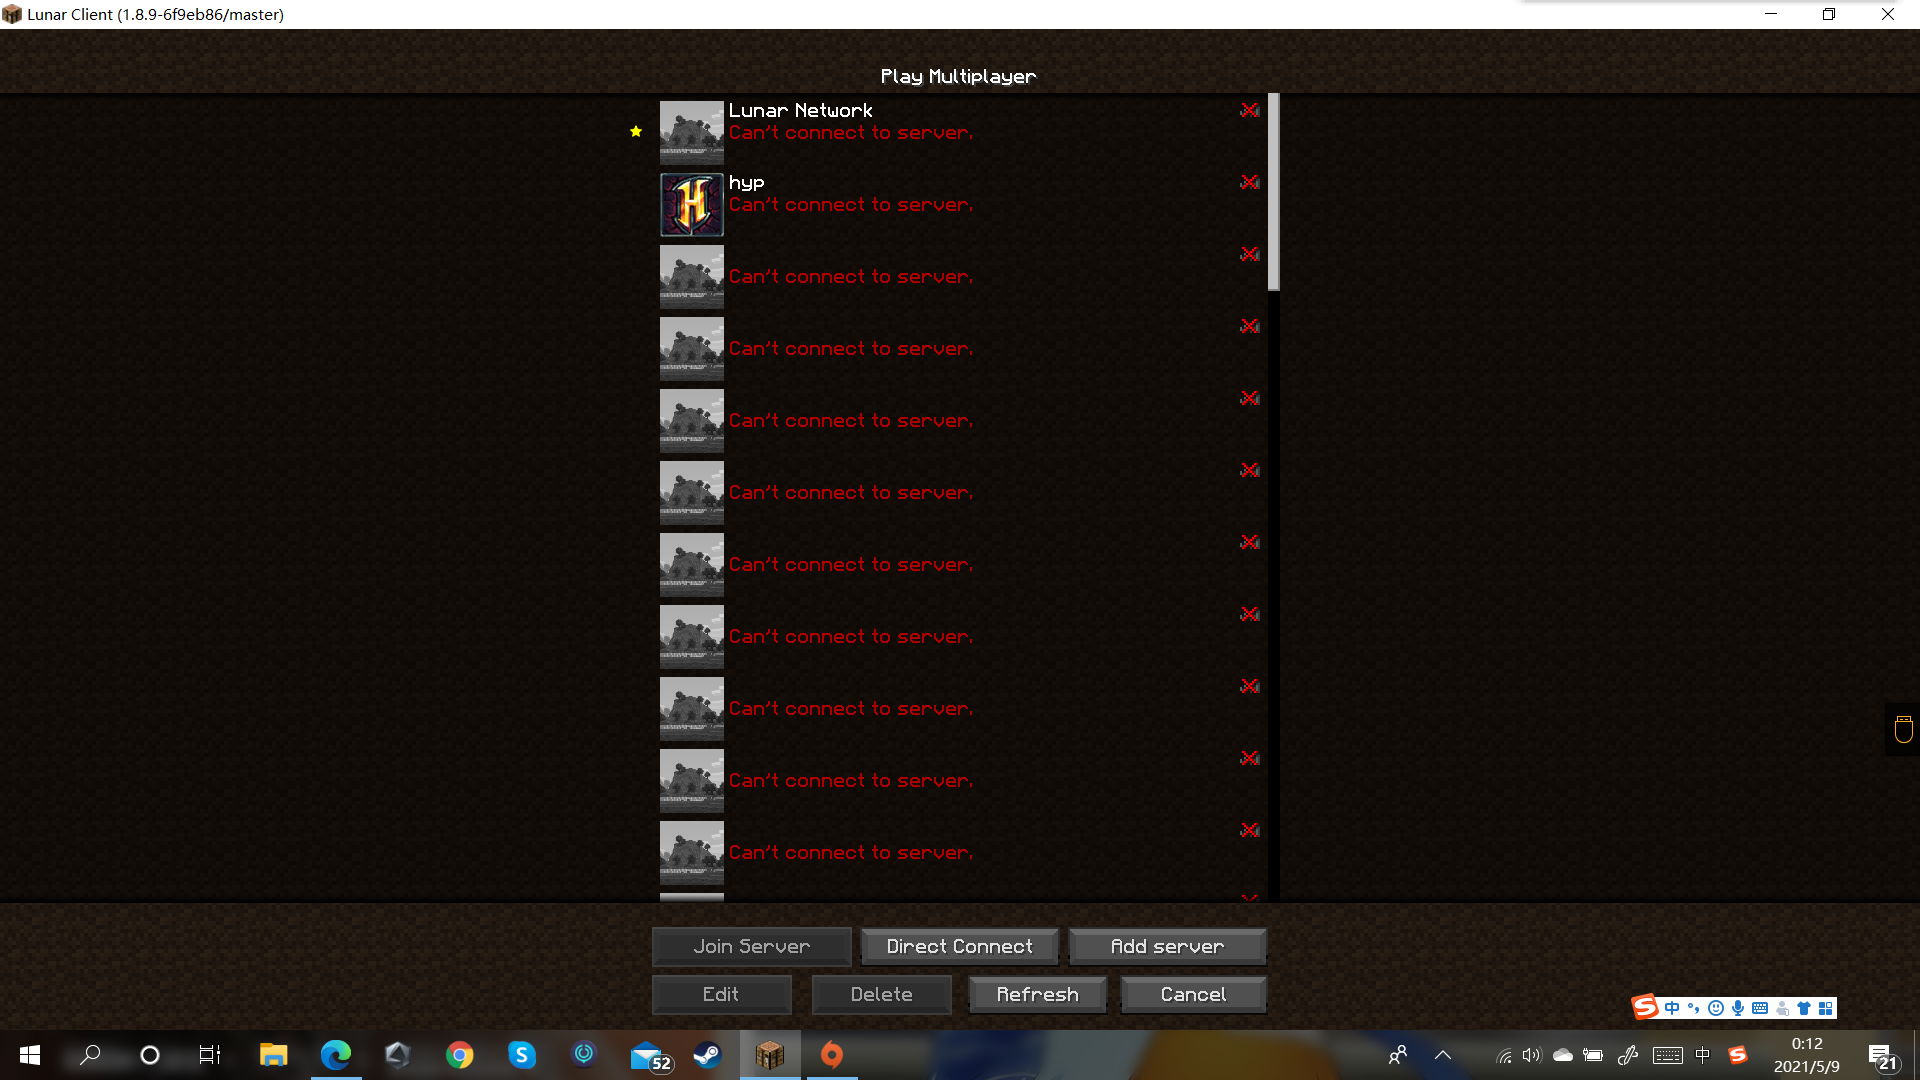 Lunar Client (1.8.9-6f9eb86/master)
Play Multiplayer
Lunar Network
Can't connect to server.
hyp
Can't connect to server.
Can't connect to server.
Can't connect to server.
Can't connect to server.
Can't connect to server.
Can't connect to server.
Can't connect to server.
Can't connect to server.
Can't connect to server.
Can't connect to server.
Join Server
Direct Connect
Add server
Edit
Delete
Refresh
Cancel
S 中
S
52
中
S
0:12
2021/5/9
21